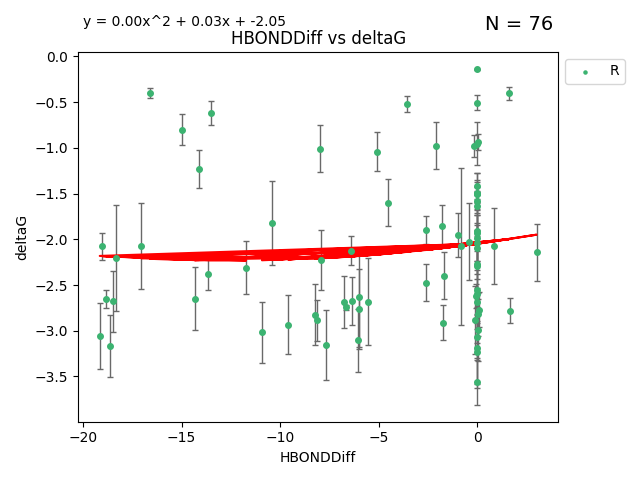 y = 0.00x^2 + 0.03x + -2.05
N = 76
HBONDDiff vs deltaG
R
0.0
−0.5
−1.0
−1.5
−2.0
−2.5
−3.0
−3.5
deltaG
−20
−15
−10
−5
0
HBONDDiff